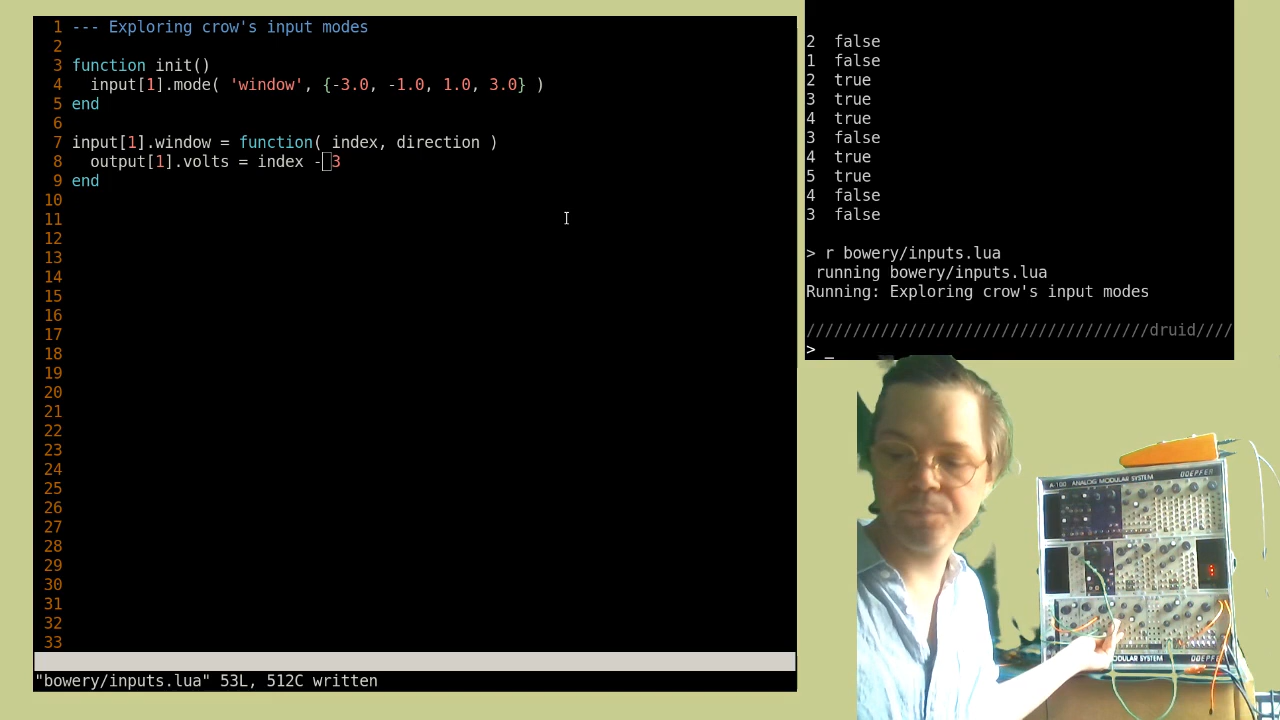 1 --- Exploring crow's input modes
2
3 function init()
4   input[1].mode( 'window', {-3.0, -1.0, 1.0, 3.0} )
5 end
6
7 input[1].window = function( index, direction )
8   output[1].volts = index - 3
9 end
10
11
12
13
14
15
16
17
18
19
20
21
22
23
24
25
26
27
28
29
30
31
32
33
"bowery/inputs.lua" 53L, 512C written
2  false
1  false
2  true
3  true
4  true
3  false
4  true
5  true
4  false
3  false
> r bowery/inputs.lua
running bowery/inputs.lua
Running: Exploring crow's input modes
/////////////////////////////////////druid////
> _
A-100 ANALOG MODULAR SYSTEM DOEPFER
MODULAR SYSTEM DOEPFER